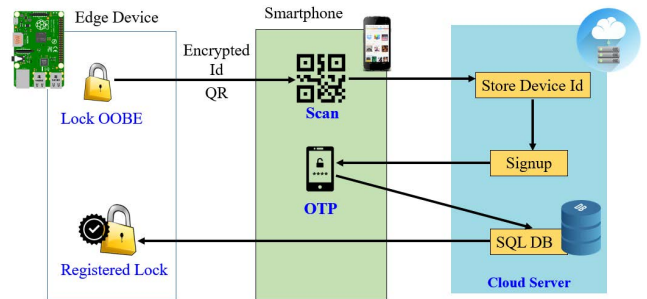 Edge Device
Smartphone
Encrypted
Id
QR
Lock OOBE
Scan
Store Device Id
Signup
****
OTP
DB
SQL DB
Registered Lock
Cloud Server